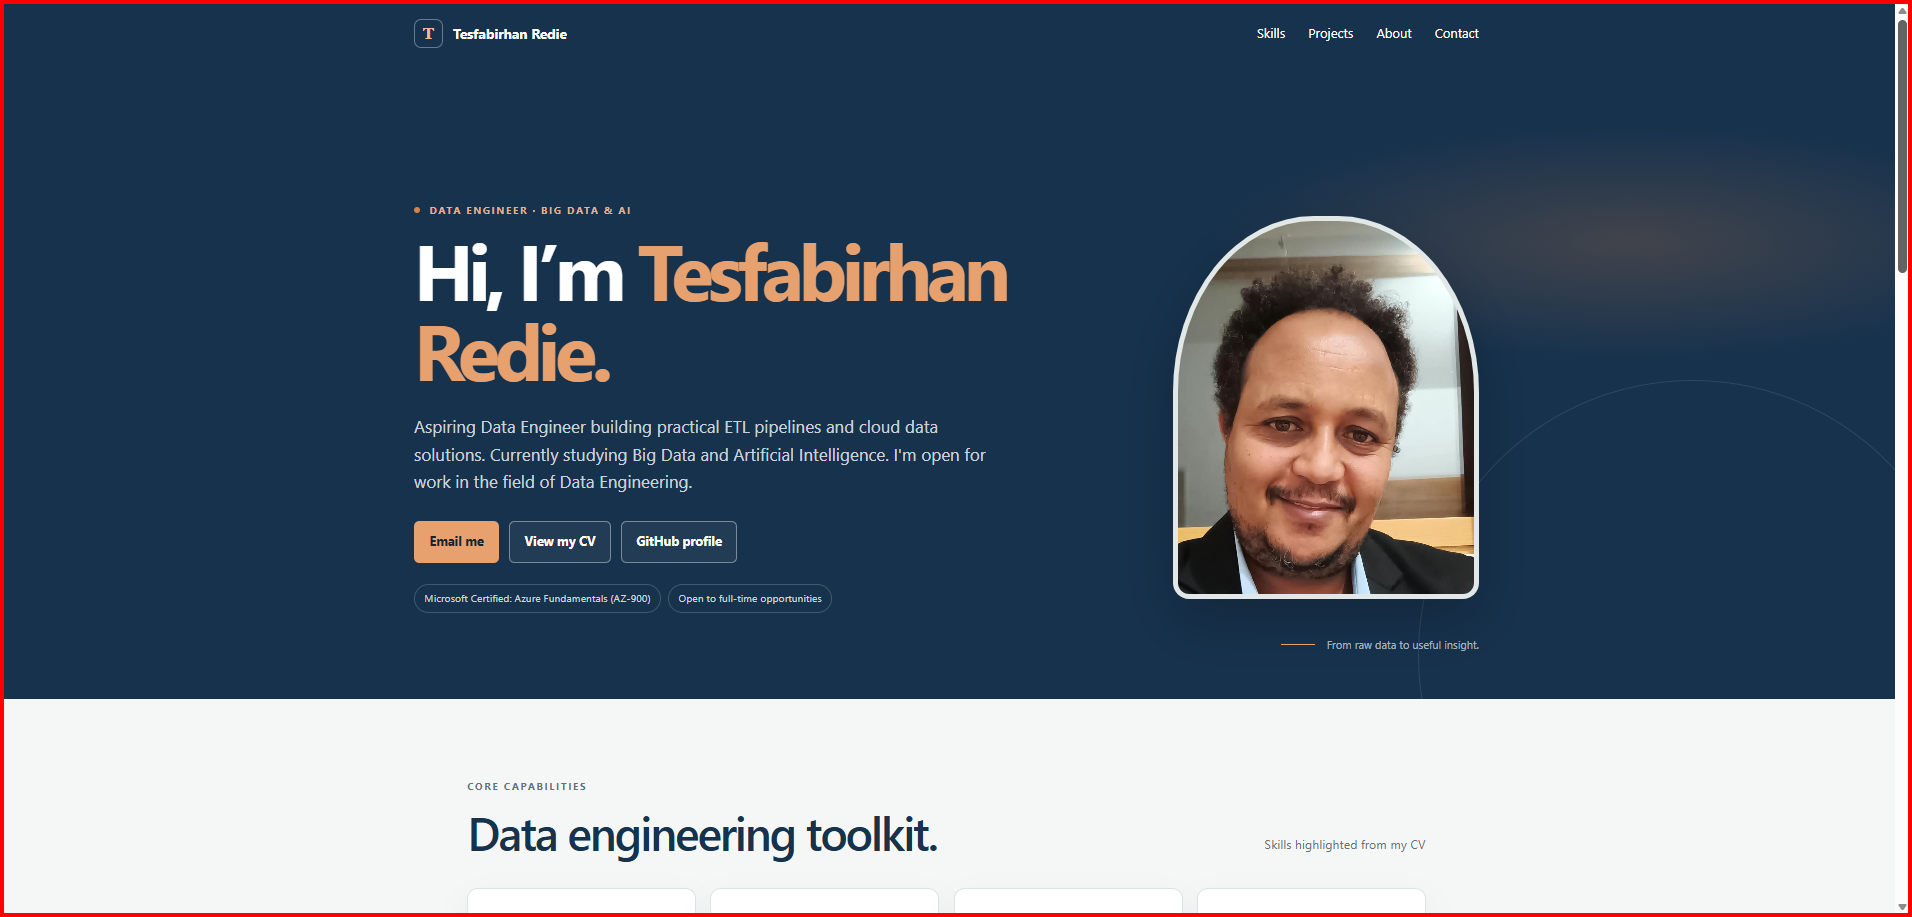 T Tesfabirhan Redie
Skills Projects About Contact
DATA ENGINEER · BIG DATA & AI
Hi, I’m Tesfabirhan
Redie.
Aspiring Data Engineer building practical ETL pipelines and cloud data
solutions. Currently studying Big Data and Artificial Intelligence. I'm open for
work in the field of Data Engineering.
Email me View my CV GitHub profile
Microsoft Certified: Azure Fundamentals (AZ-900) Open to full-time opportunities
From raw data to useful insight.
CORE CAPABILITIES
Data engineering toolkit.
Skills highlighted from my CV